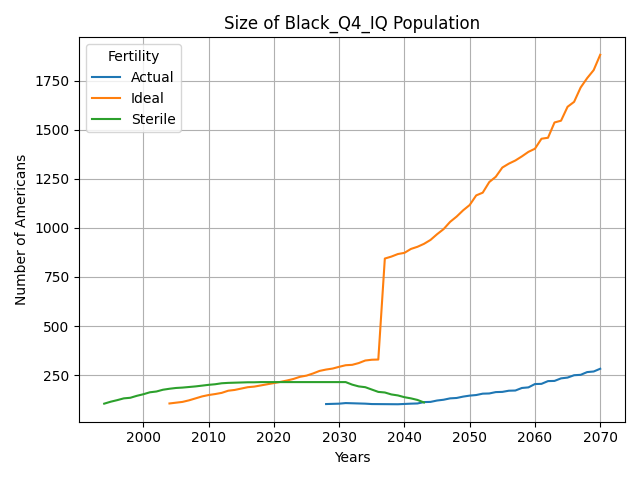 Size of Black_Q4_IQ Population
Fertility
Actual
Ideal
Sterile
Number of Americans
1750
1500
1250
1000
750
500
250
2000 2010 2020 2030 2040 2050 2060 2070
Years